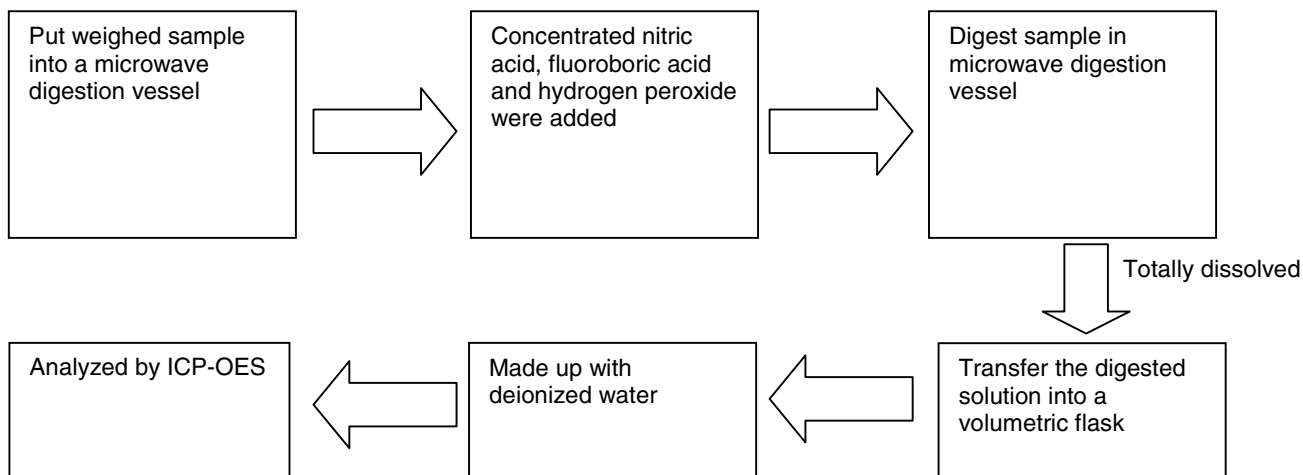 Put weighed sample
into a microwave
digestion vessel
Concentrated nitric
acid, fluoroboric acid
and hydrogen peroxide
were added
Digest sample in
microwave digestion
vessel
Totally dissolved
Transfer the digested
solution into a
volumetric flask
Made up with
deionized water
Analyzed by ICP-OES